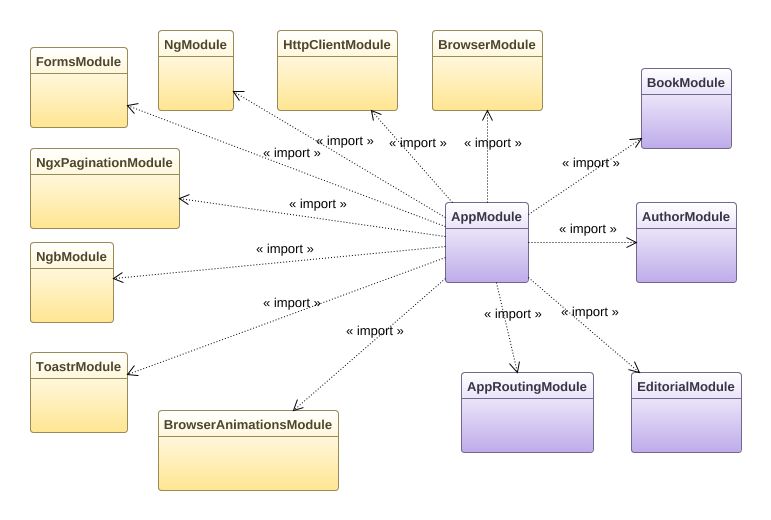 NgModule
HttpClientModule
BrowserModule
FormsModule
BookModule
« import »
« import »
« import »
« import »
« import »
NgxPaginationModule
« import »
AppModule
AuthorModule
« import »
NgbModule
« import »
« import »
« import »
« import »
« import »
ToastrModule
AppRoutingModule
EditorialModule
BrowserAnimationsModule